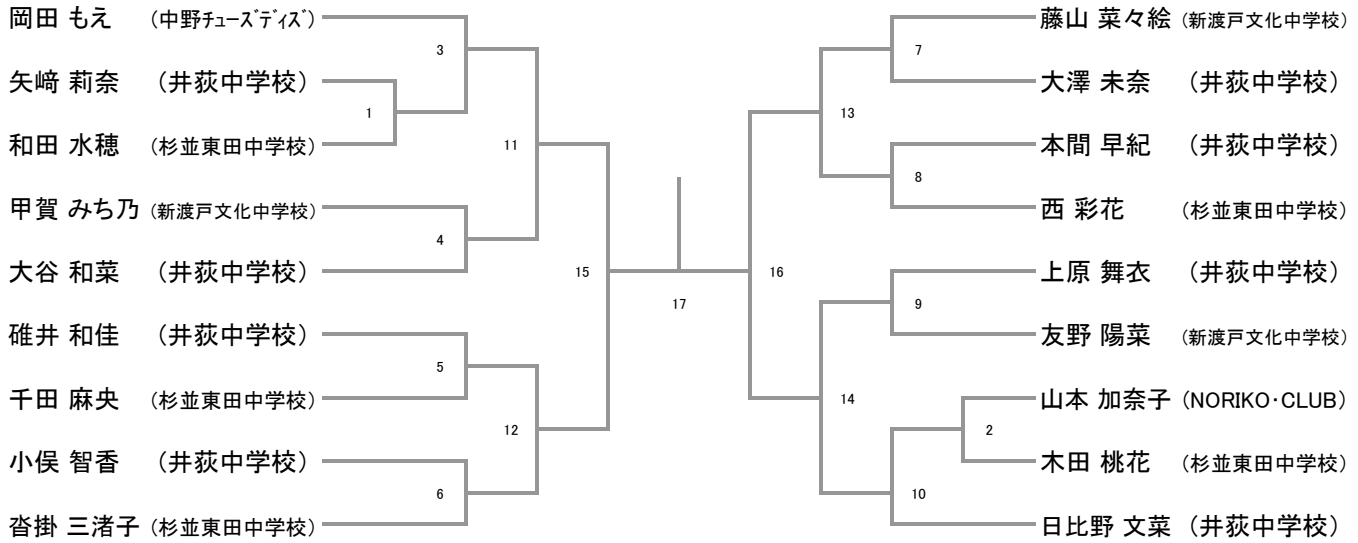 岡田 もえ （中野ﾁｭｰｽﾞﾃﾞｨｽﾞ）
矢﨑 莉奈 （井荻中学校）
和田 水穂 （杉並東田中学校）
甲賀 みち乃 （新渡戸文化中学校）
大谷 和菜 （井荻中学校）
碓井 和佳 （井荻中学校）
千田 麻央 （杉並東田中学校）
小俣 智香 （井荻中学校）
沓掛 三渚子 （杉並東田中学校）
3
1
11
4
15
5
12
6
17
藤山 菜々絵 （新渡戸文化中学校）
大澤 未奈 （井荻中学校）
本間 早紀 （井荻中学校）
西 彩花 （杉並東田中学校）
上原 舞衣 （井荻中学校）
友野 陽菜 （新渡戸文化中学校）
山本 加奈子 （NORIKO･CLUB）
木田 桃花 （杉並東田中学校）
日比野 文菜 （井荻中学校）
7
13
8
16
9
14
2
10